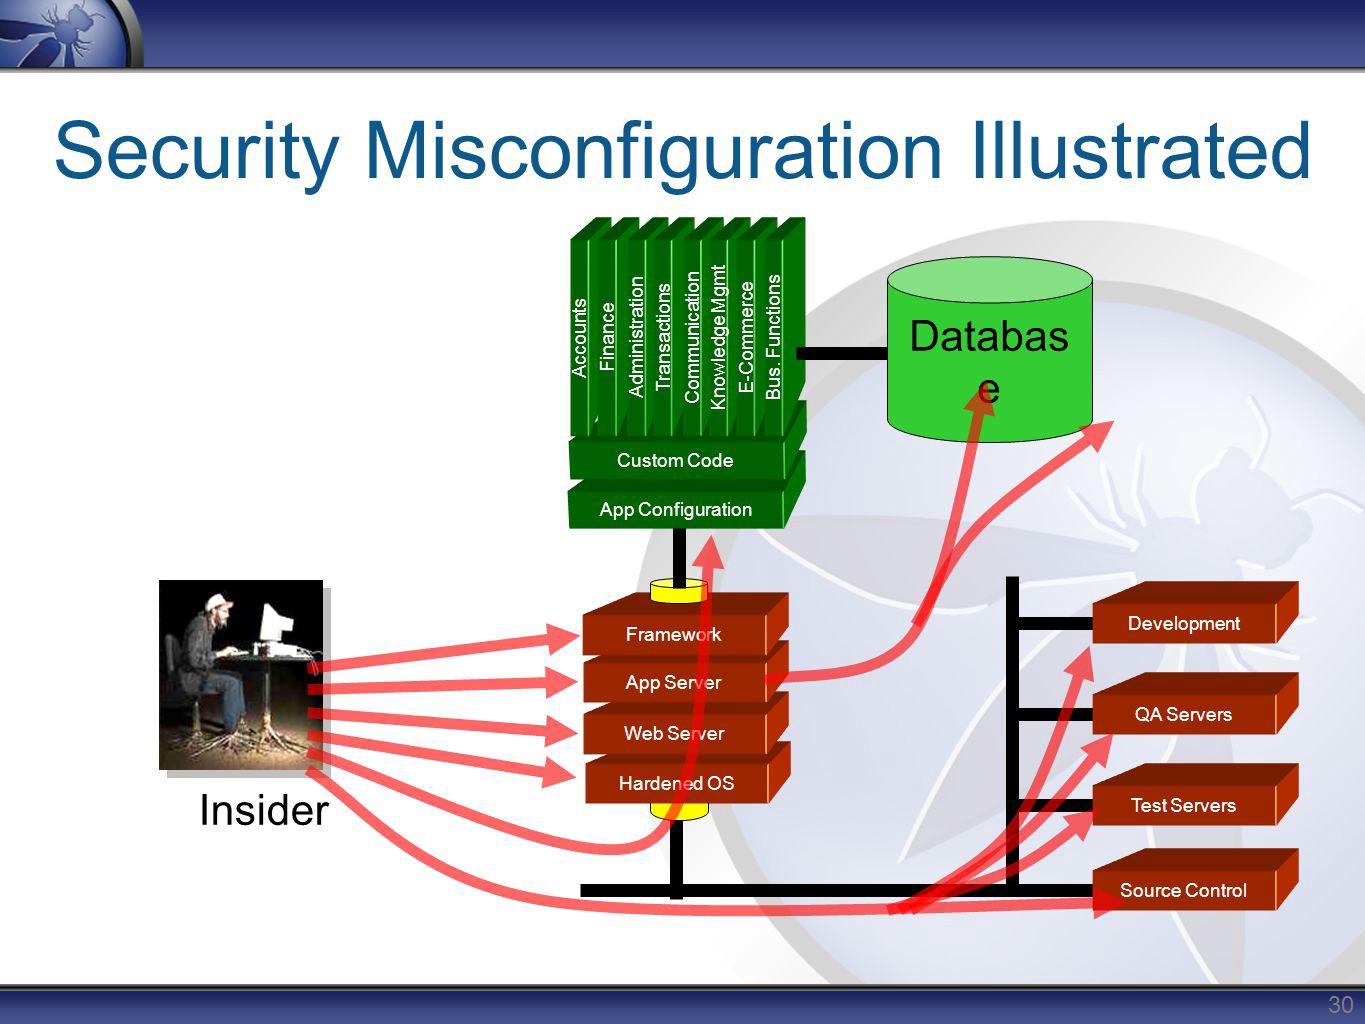 Security Misconfiguration Illustrated
Accounts
Finance
Administration
Transactions
Communication
Knowledge Mgmt
E-Commerce
Bus. Functions
Databas
e
Custom Code
App Configuration
Framework
App Server
Web Server
Hardened OS
Insider
Development
QA Servers
Test Servers
Source Control
30